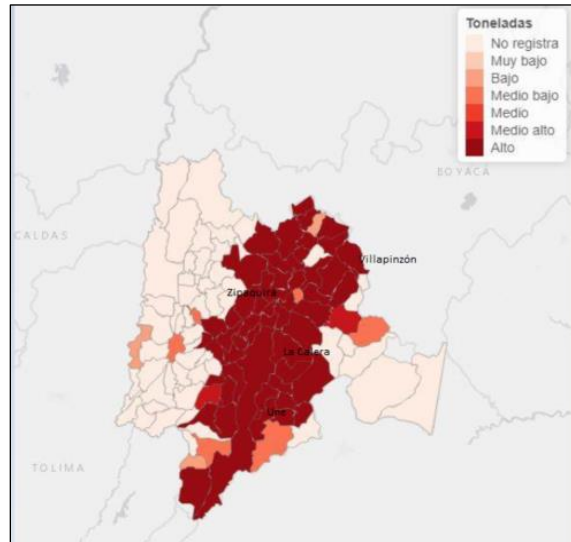 Toneladas
No registra
Muy bajo
Bajo
Medio bajo
Medio
Medio alto
Alto
BOYACÁ
CALDAS
Villapinzón
Zipaquirá
La Calera
Une
TOLIMA